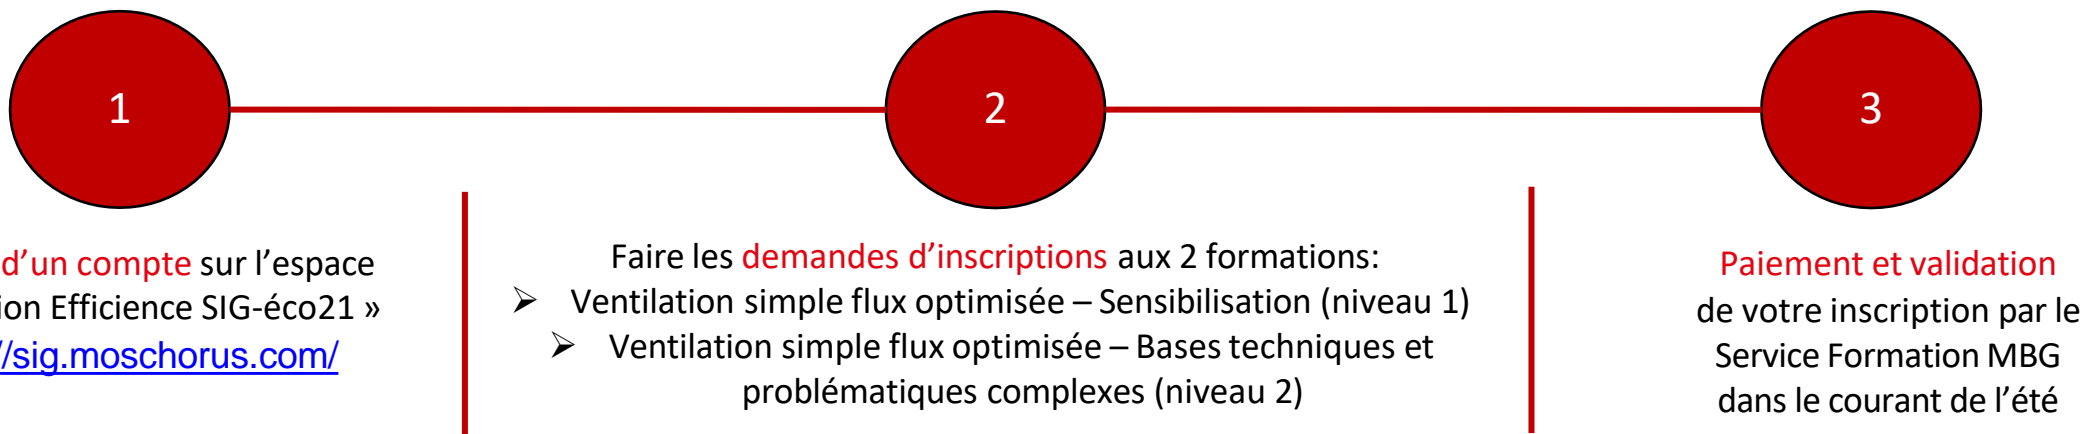 1
2
3
d’un compte sur l’espace
ion Efficience SIG-éco21 »
//sig.moschorus.com/
Faire les demandes d’inscriptions aux 2 formations:
➢ Ventilation simple flux optimisée – Sensibilisation (niveau 1)
➢ Ventilation simple flux optimisée – Bases techniques et
problématiques complexes (niveau 2)
Paiement et validation
de votre inscription par le
Service Formation MBG
dans le courant de l’été